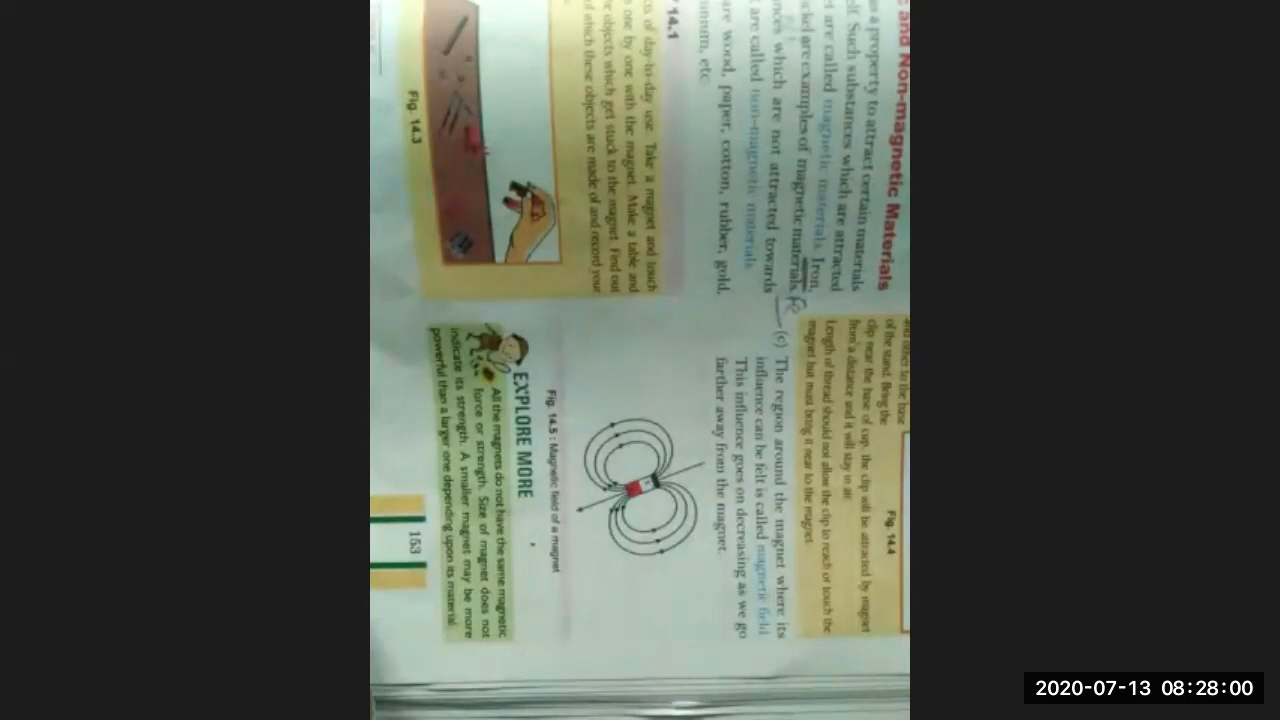 c and Non-magnetic Materials
as a property to attract certain materials
elf. Such substances which are attracted
et are called magnetic materials. Iron,
ickel are examples of magnetic materials.
nces which are not attracted towards
t are called non-magnetic materials
are wood, paper, cotton, rubber, gold,
inium, etc
14.1
ts of day-to-day use. Take a magnet and touch
one by one with the magnet. Make a table and
he objects which get stuck to the magnet. Find out
of which these objects are made of and record your
Fig. 14.3
and other to the base
of the stand. Bring the
Fig. 14.4
clip near the base of cup, the clip will be attracted by magnet
from a distance and it will stay in air.
Length of thread should not allow the clip to reach or touch the
magnet but must bring it near to the magnet.
(c) The region around the magnet where its
influence can be felt is called magnetic field.
This influence goes on decreasing as we go
farther away from the magnet.
Fig. 14.5 : Magnetic field of a magnet
EXPLORE MORE
All the magnets do not have the same magnetic
force or strength. Size of magnet does not
indicate its strength. A smaller magnet may be more
powerful than a larger one depending upon its material.
153
2020-07-13 08:28:00